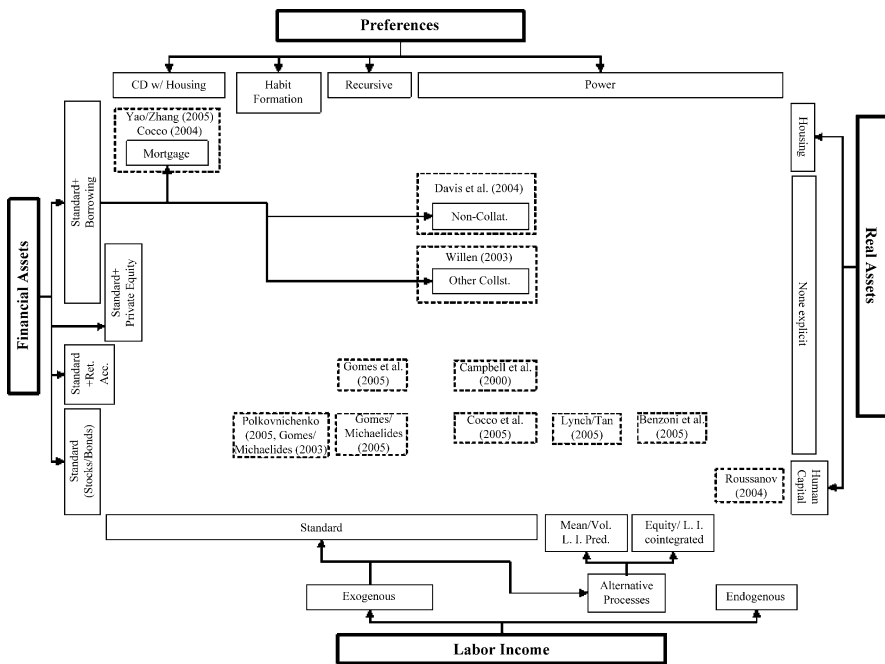 Preferences
CD w/ Housing
Habit
Formation
Recursive
Power
Yao/Zhang (2005)
Cocco (2004)
Mortgage
Housing
Standard+
Borrowing
Davis et al. (2004)
Non-Collat.
Financial Assets
Real Assets
Willen (2003)
Other Collst.
Standard+
Private Equity
None explicit
Standard
+Ret.
Acc.
Gomes et al.
(2005)
Campbell et al.
(2000)
Standard
(Stocks/Bonds)
Polkovnichenko
(2005, Gomes/
Michaelides (2003)
Gomes/
Michaelides
(2005)
Cocco et al.
(2005)
Lynch/Tan
(2005)
Benzoni et al.
(2005)
Roussanov
(2004)
Human
Capital
Standard
Mean/Vol.
L. I. Pred.
Equity/ L. I.
cointegrated
Exogenous
Alternative
Processes
Endogenous
Labor Income